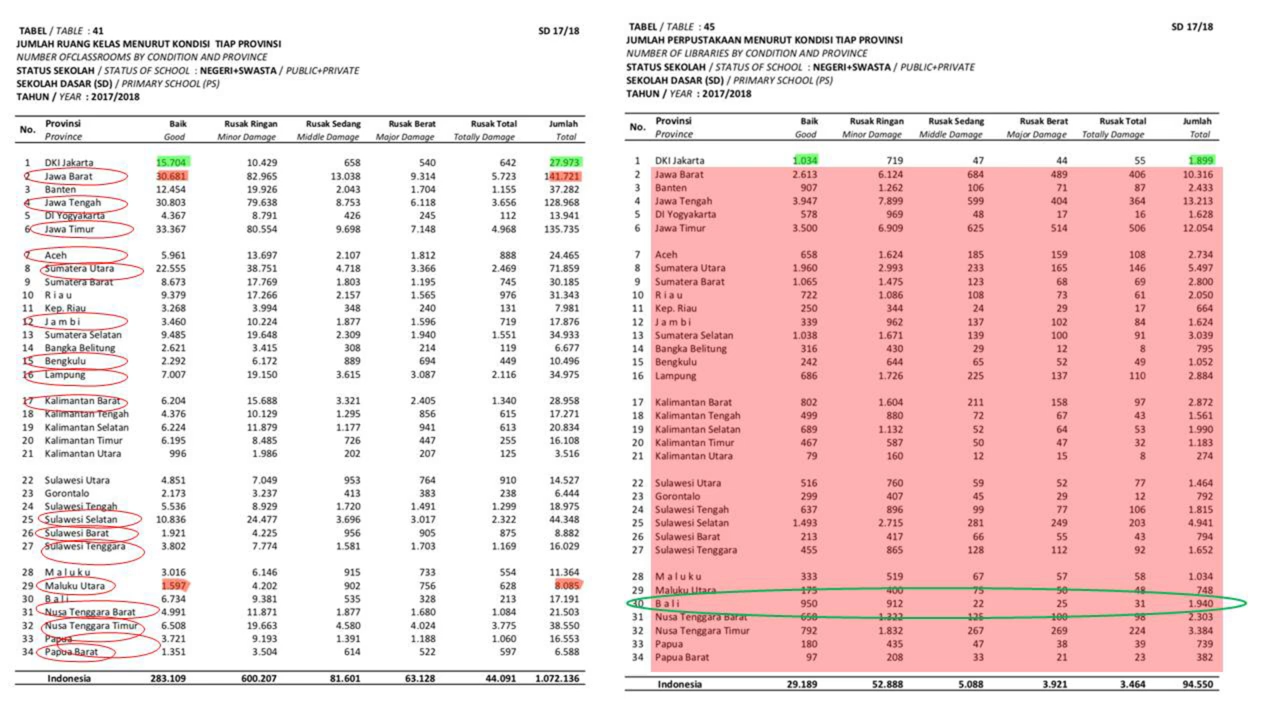 TABEL / TABLE : 41 SD 17/18
JUMLAH RUANG KELAS MENURUT KONDISI TIAP PROVINSI
NUMBER OFCLASSROOMS BY CONDITION AND PROVINCE
STATUS SEKOLAH / STATUS OF SCHOOL : NEGERI+SWASTA / PUBLIC+PRIVATE
SEKOLAH DASAR (SD) / PRIMARY SCHOOL (PS)
TAHUN / YEAR : 2017/2018
No. Provinsi Baik Rusak Ringan Rusak Sedang Rusak Berat Rusak Total Jumlah
Province Good Minor Damage Middle Damage Major Damage Totally Damage Total
1 DKI Jakarta 15.704 10.429 658 540 642 27.973
2 Jawa Barat 30.681 82.965 13.038 9.314 5.723 141.721
3 Banten 12.454 19.926 2.043 1.704 1.155 37.282
4 Jawa Tengah 30.803 79.638 8.753 6.118 3.656 128.968
5 DI Yogyakarta 4.367 8.791 426 245 112 13.941
6 Jawa Timur 33.367 80.554 9.698 7.148 4.968 135.735
7 Aceh 5.961 13.697 2.107 1.812 888 24.465
8 Sumatera Utara 22.555 38.751 4.718 3.366 2.469 71.859
9 Sumatera Barat 8.673 17.769 1.803 1.195 745 30.185
10 R i a u 9.379 17.266 2.157 1.565 976 31.343
11 Kep. Riau 3.268 3.994 348 240 131 7.981
12 J a m b i 3.460 10.224 1.877 1.596 719 17.876
13 Sumatera Selatan 9.485 19.648 2.309 1.940 1.551 34.933
14 Bangka Belitung 2.621 3.415 308 214 119 6.677
15 Bengkulu 2.292 6.172 889 694 449 10.496
16 Lampung 7.007 19.150 3.615 3.087 2.116 34.975
17 Kalimantan Barat 6.204 15.688 3.321 2.405 1.340 28.958
18 Kalimantan Tengah 4.376 10.129 1.295 856 615 17.271
19 Kalimantan Selatan 6.224 11.879 1.177 941 613 20.834
20 Kalimantan Timur 6.195 8.485 726 447 255 16.108
21 Kalimantan Utara 996 1.986 202 207 125 3.516
22 Sulawesi Utara 4.851 7.049 953 764 910 14.527
23 Gorontalo 2.173 3.237 413 383 238 6.444
24 Sulawesi Tengah 5.536 8.929 1.720 1.491 1.299 18.975
25 Sulawesi Selatan 10.836 24.477 3.696 3.017 2.322 44.348
26 Sulawesi Barat 1.921 4.225 956 905 875 8.882
27 Sulawesi Tenggara 3.802 7.774 1.581 1.703 1.169 16.029
28 M a l u k u 3.016 6.146 915 733 554 11.364
29 Maluku Utara 1.597 4.202 902 756 628 8.085
30 B a l i 6.734 9.381 535 328 213 17.191
31 Nusa Tenggara Barat 4.991 11.871 1.877 1.680 1.084 21.503
32 Nusa Tenggara Timur 6.508 19.663 4.580 4.024 3.775 38.550
33 Papua 3.721 9.193 1.391 1.188 1.060 16.553
34 Papua Barat 1.351 3.504 614 522 597 6.588
Indonesia 283.109 600.207 81.601 63.128 44.091 1.072.136
TABEL / TABLE : 45 SD 17/18
JUMLAH PERPUSTAKAAN MENURUT KONDISI TIAP PROVINSI
NUMBER OF LIBRARIES BY CONDITION AND PROVINCE
STATUS SEKOLAH / STATUS OF SCHOOL : NEGERI+SWASTA / PUBLIC+PRIVATE
SEKOLAH DASAR (SD) / PRIMARY SCHOOL (PS)
TAHUN / YEAR : 2017/2018
No. Provinsi Baik Rusak Ringan Rusak Sedang Rusak Berat Rusak Total Jumlah
Province Good Minor Damage Middle Damage Major Damage Totally Damage Total
1 DKI Jakarta 1.034 719 47 44 55 1.899
2 Jawa Barat 2.613 6.124 684 489 406 10.316
3 Banten 907 1.262 106 71 87 2.433
4 Jawa Tengah 3.947 7.899 599 404 364 13.213
5 DI Yogyakarta 578 969 48 17 16 1.628
6 Jawa Timur 3.500 6.909 625 514 506 12.054
7 Aceh 658 1.624 185 159 108 2.734
8 Sumatera Utara 1.960 2.993 233 165 146 5.497
9 Sumatera Barat 1.065 1.475 123 68 69 2.800
10 R i a u 722 1.086 108 73 61 2.050
11 Kep. Riau 250 344 24 29 17 664
12 J a m b i 339 962 137 102 84 1.624
13 Sumatera Selatan 1.038 1.671 139 100 91 3.039
14 Bangka Belitung 316 430 29 12 8 795
15 Bengkulu 242 644 65 52 49 1.052
16 Lampung 686 1.726 225 137 110 2.884
17 Kalimantan Barat 802 1.604 211 158 97 2.872
18 Kalimantan Tengah 499 880 72 67 43 1.561
19 Kalimantan Selatan 689 1.132 52 64 53 1.990
20 Kalimantan Timur 467 587 50 47 32 1.183
21 Kalimantan Utara 79 160 12 15 8 274
22 Sulawesi Utara 516 760 59 52 77 1.464
23 Gorontalo 299 407 45 29 12 792
24 Sulawesi Tengah 637 896 99 77 106 1.815
25 Sulawesi Selatan 1.493 2.715 281 249 203 4.941
26 Sulawesi Barat 213 417 66 55 43 794
27 Sulawesi Tenggara 455 865 128 112 92 1.652
28 M a l u k u 333 519 67 57 58 1.034
29 Maluku Utara 175 400 75 50 48 748
30 B a l i 950 912 22 25 31 1.940
31 Nusa Tenggara Barat 658 1.322 125 100 98 2.303
32 Nusa Tenggara Timur 792 1.832 267 269 224 3.384
33 Papua 180 435 47 38 39 739
34 Papua Barat 97 208 33 21 23 382
Indonesia 29.189 52.888 5.088 3.921 3.464 94.550